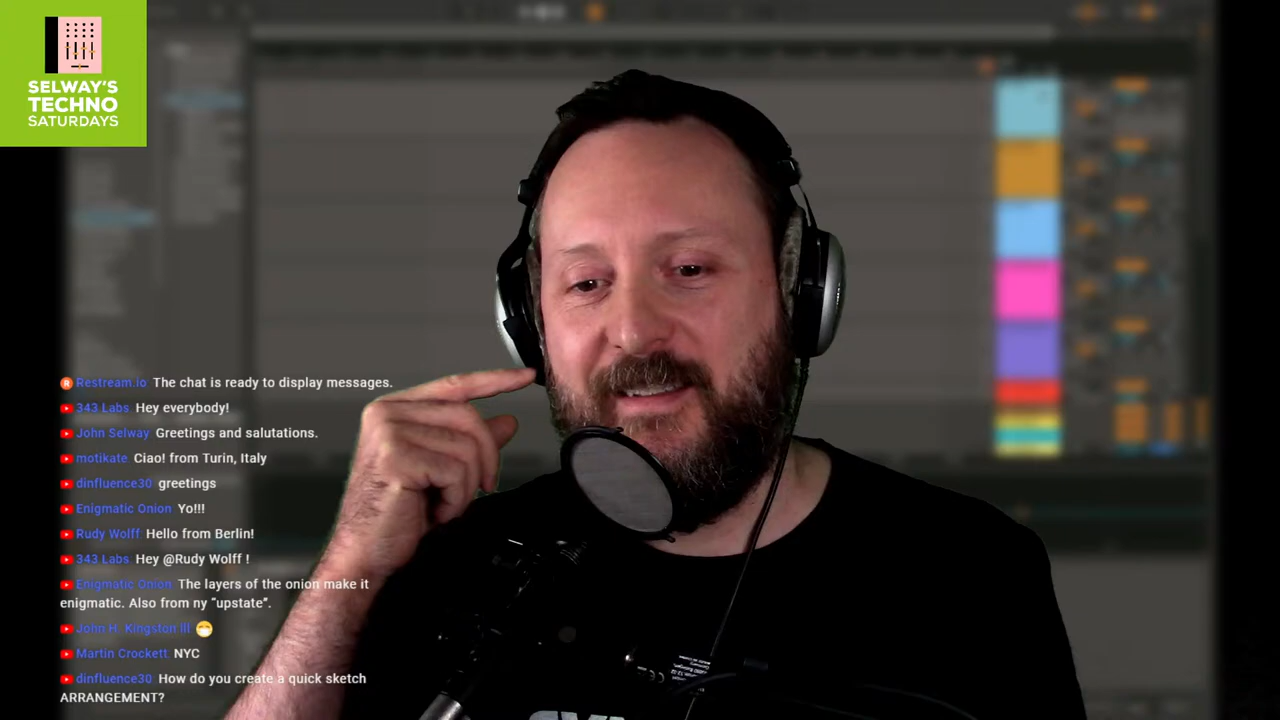 SELWAY'S
TECHNO
SATURDAYS
Restream.io The chat is ready to display messages.
343 Labs Hey everybody!
John Selway Greetings and salutations.
motikate Ciao! from Turin, Italy
dinfluence30 greetings
Enigmatic Onion Yo!!!
Rudy Wolff Hello from Berlin!
343 Labs Hey @Rudy Wolff !
Enigmatic Onion The layers of the onion make it
enigmatic. Also from ny “upstate”.
John H. Kingston III 😷
Martin Crockett NYC
dinfluence30 How do you create a quick sketch
ARRANGEMENT?